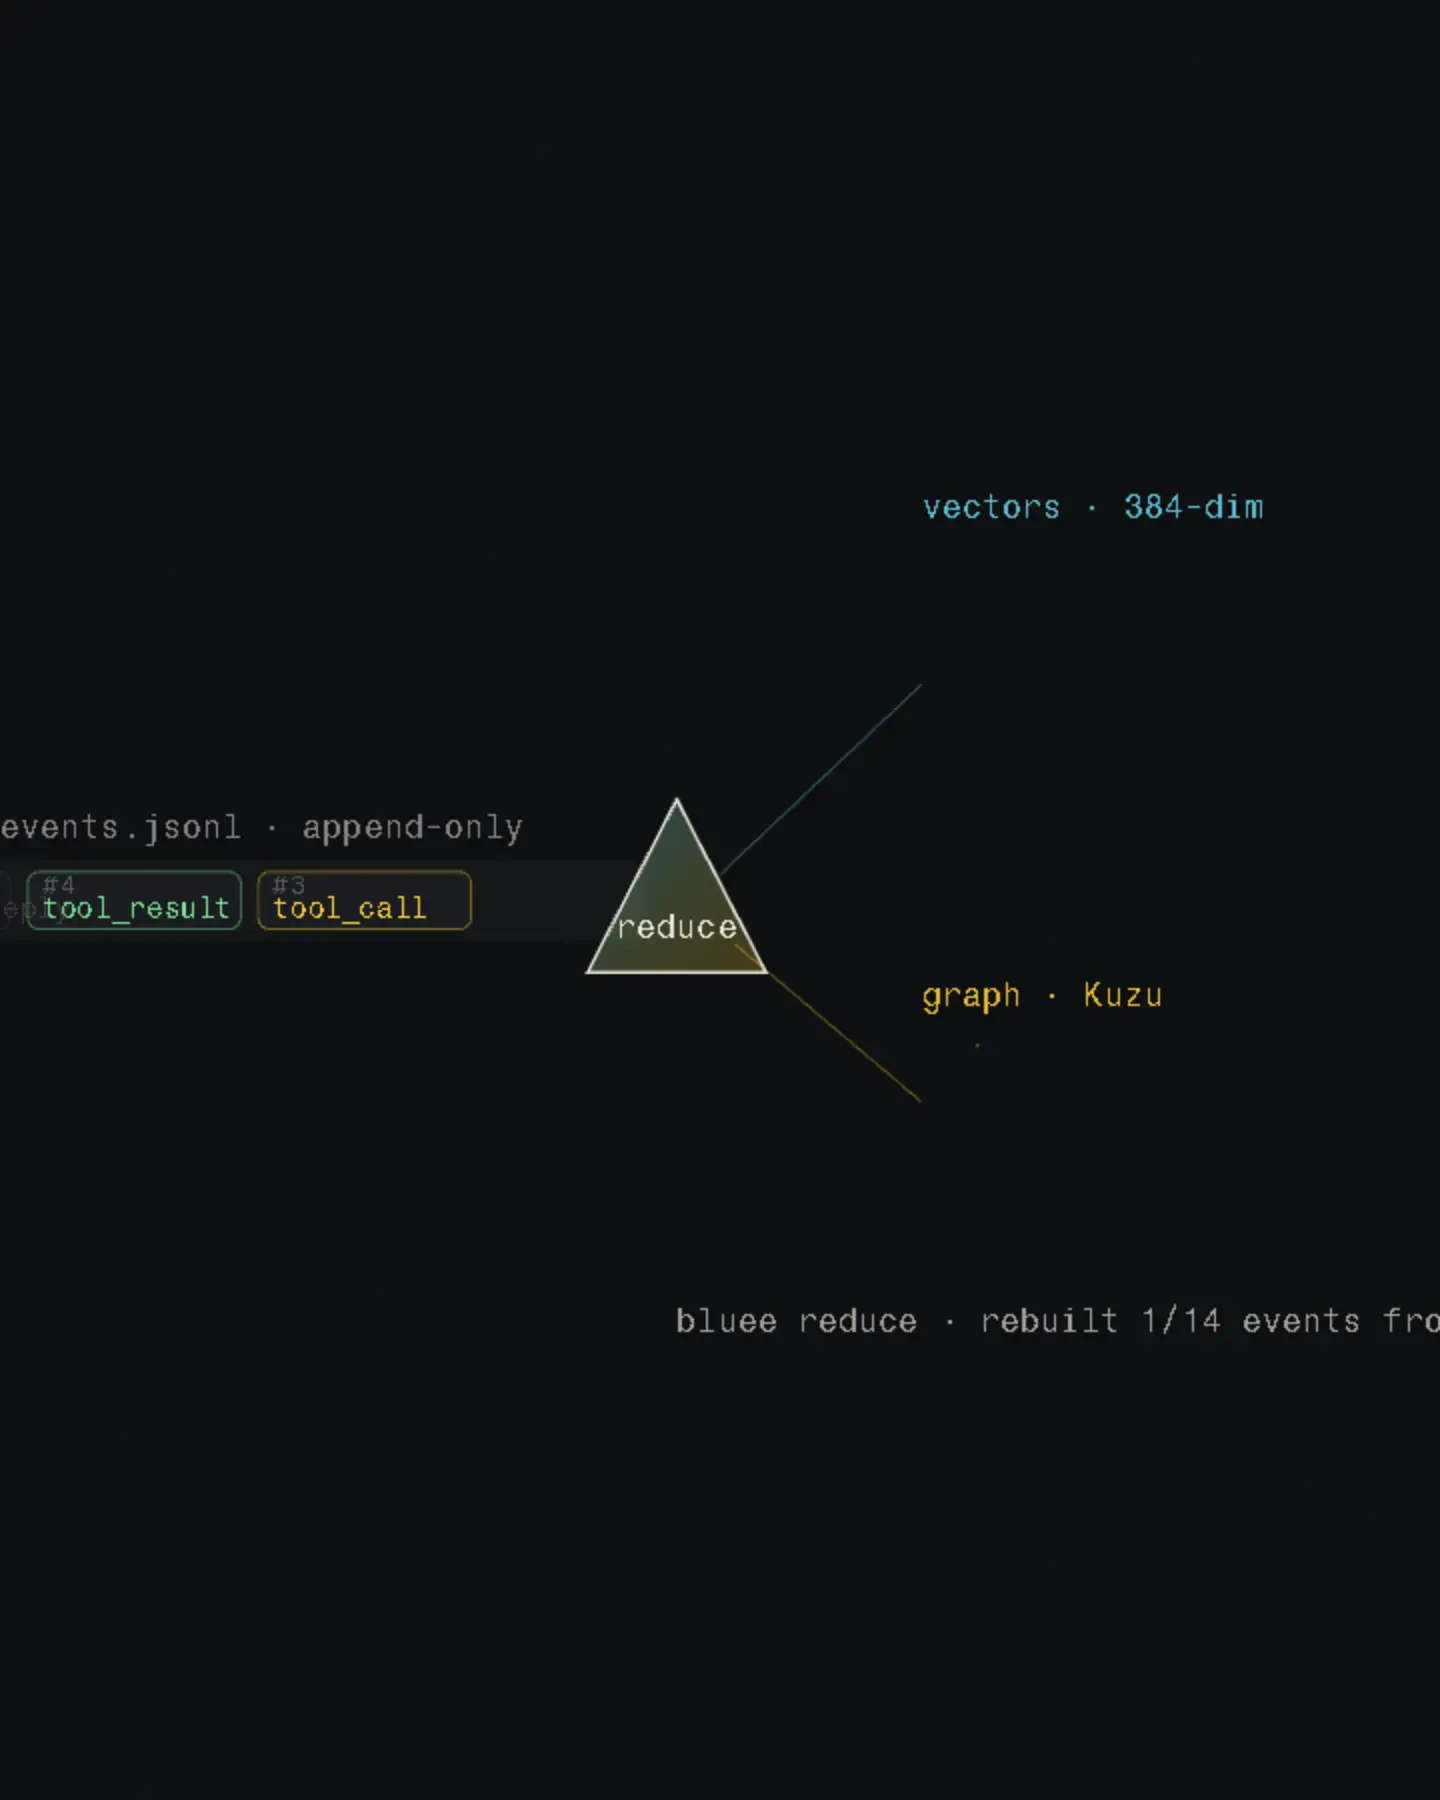 vectors · 384-dim
events.jsonl · append-only
#4
tool_result
#3
tool_call
reduce
graph · Kuzu
bluee reduce · rebuilt 1/14 events fro